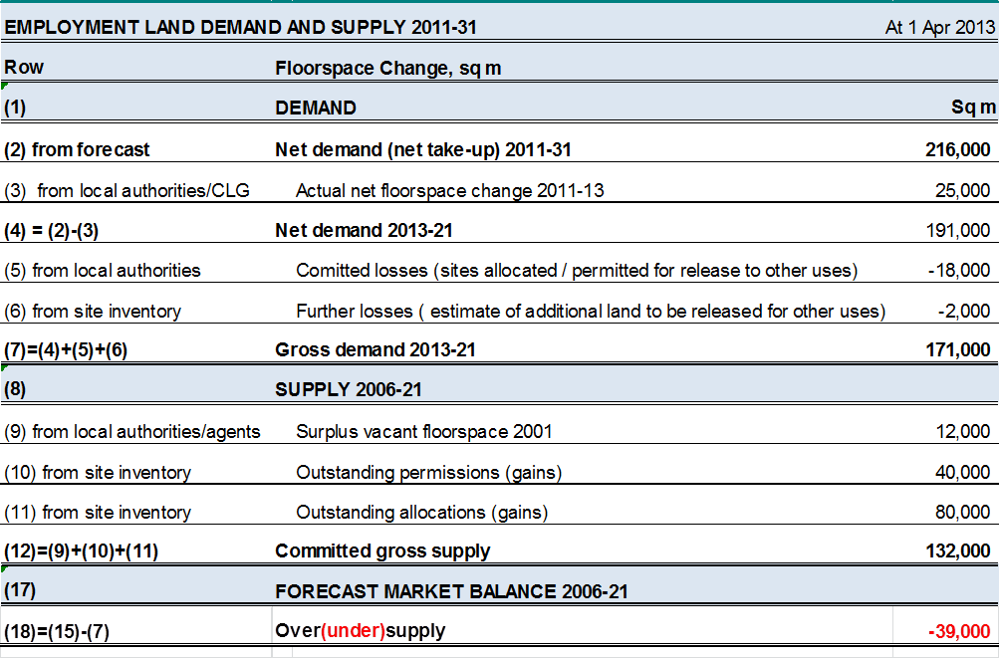 EMPLOYMENT LAND DEMAND AND SUPPLY 2011-31 At 1 Apr 2013
Row Floorspace Change, sq m
(1) DEMAND Sq m
(2) from forecast Net demand (net take-up) 2011-31 216,000
(3) from local authorities/CLG Actual net floorspace change 2011-13 25,000
(4) = (2)-(3) Net demand 2013-21 191,000
(5) from local authorities Comitted losses (sites allocated / permitted for release to other uses) -18,000
(6) from site inventory Further losses ( estimate of additional land to be released for other uses) -2,000
(7)=(4)+(5)+(6) Gross demand 2013-21 171,000
(8) SUPPLY 2006-21
(9) from local authorities/agents Surplus vacant floorspace 2001 12,000
(10) from site inventory Outstanding permissions (gains) 40,000
(11) from site inventory Outstanding allocations (gains) 80,000
(12)=(9)+(10)+(11) Committed gross supply 132,000
(17) FORECAST MARKET BALANCE 2006-21
(18)=(15)-(7) Over(under)supply -39,000